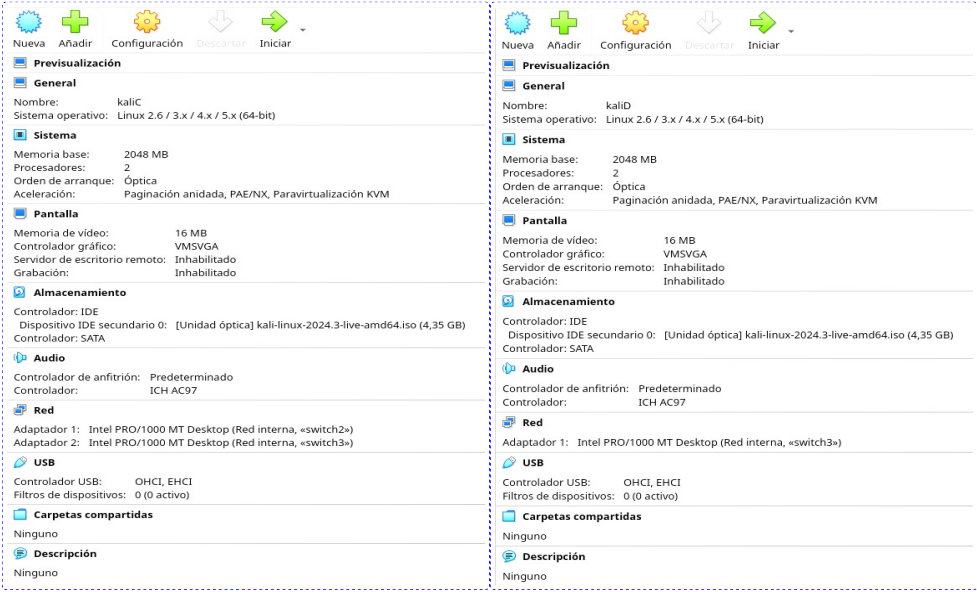 Nueva Añadir Configuración Descartar Iniciar
Previsualización
General
Nombre: kaliC
Sistema operativo: Linux 2.6 / 3.x / 4.x / 5.x (64-bit)
Sistema
Memoria base: 2048 MB
Procesadores: 2
Orden de arranque: Óptica
Aceleración: Paginación anidada, PAE/NX, Paravirtualización KVM
Pantalla
Memoria de vídeo: 16 MB
Controlador gráfico: VMSVGA
Servidor de escritorio remoto: Inhabilitado
Grabación: Inhabilitado
Almacenamiento
Controlador: IDE
Dispositivo IDE secundario 0: [Unidad óptica] kali-linux-2024.3-live-amd64.iso (4,35 GB)
Controlador: SATA
Audio
Controlador de anfitrión: Predeterminado
Controlador: ICH AC97
Red
Adaptador 1: Intel PRO/1000 MT Desktop (Red interna, «switch2»)
Adaptador 2: Intel PRO/1000 MT Desktop (Red interna, «switch3»)
USB
Controlador USB: OHCI, EHCI
Filtros de dispositivos: 0 (0 activo)
Carpetas compartidas
Ninguno
Descripción
Ninguno
Nueva Añadir Configuración Descartar Iniciar
Previsualización
General
Nombre: kaliD
Sistema operativo: Linux 2.6 / 3.x / 4.x / 5.x (64-bit)
Sistema
Memoria base: 2048 MB
Procesadores: 2
Orden de arranque: Óptica
Aceleración: Paginación anidada, PAE/NX, Paravirtualización KVM
Pantalla
Memoria de vídeo: 16 MB
Controlador gráfico: VMSVGA
Servidor de escritorio remoto: Inhabilitado
Grabación: Inhabilitado
Almacenamiento
Controlador: IDE
Dispositivo IDE secundario 0: [Unidad óptica] kali-linux-2024.3-live-amd64.iso (4,35 GB)
Controlador: SATA
Audio
Controlador de anfitrión: Predeterminado
Controlador: ICH AC97
Red
Adaptador 1: Intel PRO/1000 MT Desktop (Red interna, «switch3»)
USB
Controlador USB: OHCI, EHCI
Filtros de dispositivos: 0 (0 activo)
Carpetas compartidas
Ninguno
Descripción
Ninguno